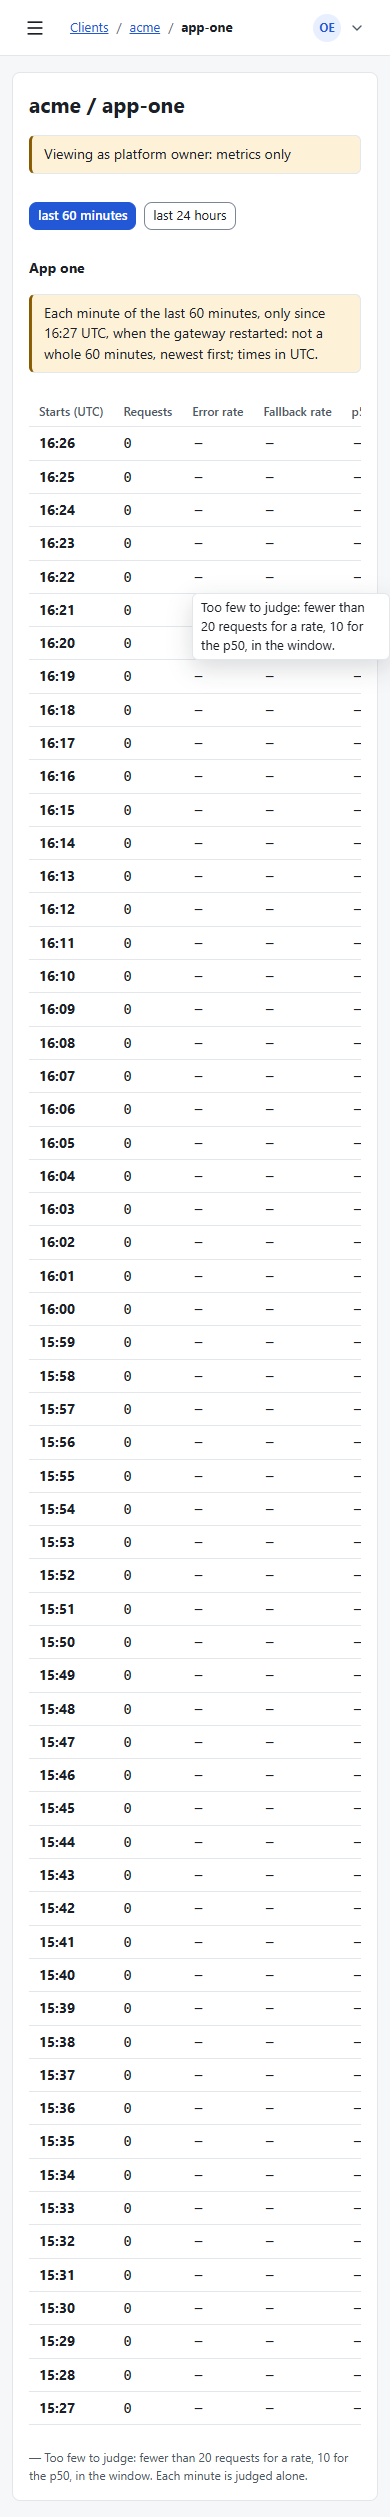 Clients / acme / app-one OE
acme / app-one
Viewing as platform owner: metrics only
last 60 minutes last 24 hours
App one
Each minute of the last 60 minutes, only since
16:27 UTC, when the gateway restarted: not a
whole 60 minutes, newest first; times in UTC.
Starts (UTC) Requests Error rate Fallback rate
16:26 0 — — —
16:25 0 — — —
16:24 0 — — —
16:23 0 — — —
16:22 0 — — —
16:21 0
Too few to judge: fewer than
20 requests for a rate, 10 for
the p50, in the window.
16:20 0
16:19 0 — — —
16:18 0 — — —
16:17 0 — — —
16:16 0 — — —
16:15 0 — — —
16:14 0 — — —
16:13 0 — — —
16:12 0 — — —
16:11 0 — — —
16:10 0 — — —
16:09 0 — — —
16:08 0 — — —
16:07 0 — — —
16:06 0 — — —
16:05 0 — — —
16:04 0 — — —
16:03 0 — — —
16:02 0 — — —
16:01 0 — — —
16:00 0 — — —
15:59 0 — — —
15:58 0 — — —
15:57 0 — — —
15:56 0 — — —
15:55 0 — — —
15:54 0 — — —
15:53 0 — — —
15:52 0 — — —
15:51 0 — — —
15:50 0 — — —
15:49 0 — — —
15:48 0 — — —
15:47 0 — — —
15:46 0 — — —
15:45 0 — — —
15:44 0 — — —
15:43 0 — — —
15:42 0 — — —
15:41 0 — — —
15:40 0 — — —
15:39 0 — — —
15:38 0 — — —
15:37 0 — — —
15:36 0 — — —
15:35 0 — — —
15:34 0 — — —
15:33 0 — — —
15:32 0 — — —
15:31 0 — — —
15:30 0 — — —
15:29 0 — — —
15:28 0 — — —
15:27 0 — — —
— Too few to judge: fewer than 20 requests for a rate, 10 for
the p50, in the window. Each minute is judged alone.